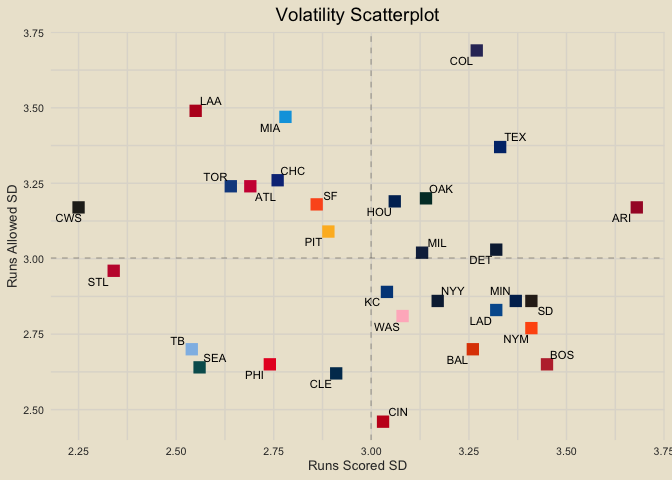 Volatility Scatterplot
3.75
COL
3.50
LAA
MIA
TEX
3.25
TOR
CHC
ATL
SF
OAK
HOU
CWS
ARI
PIT
MIL
3.00
DET
STL
KC
NYY
MIN
SD
WAS
LAD
2.75
NYM
TB
SEA
PHI
CLE
BAL
BOS
2.50
CIN
2.25
2.50
2.75
3.00
3.25
3.50
3.75
Runs Scored SD
Runs Allowed SD